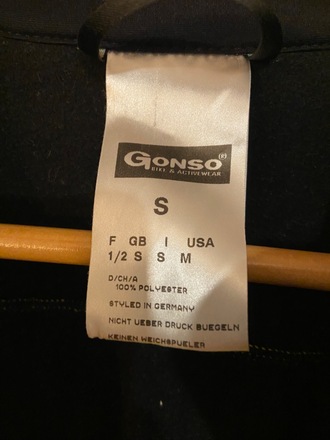 GONSO®
BIKE & ACTIVEWEAR
S
F GB I USA
1/2 S S M
D/CH/A
100% POLYESTER
STYLED IN GERMANY
NICHT UEBER DRUCK BUEGELN
KEINEN WEICHSPUELER